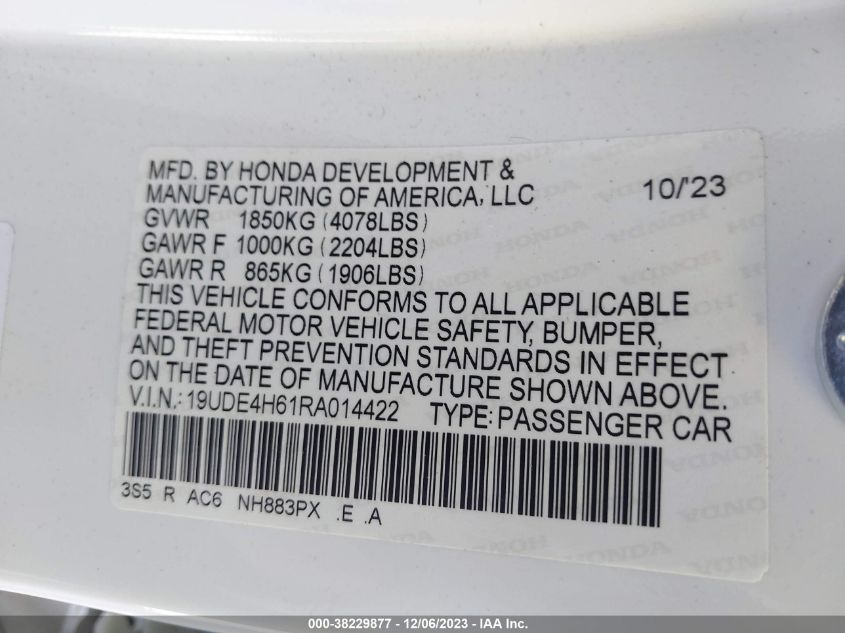 MFD. BY HONDA DEVELOPMENT &
MANUFACTURING OF AMERICA, LLC 10/'23
GVWR 1850KG (4078LBS)
GAWR F 1000KG (2204LBS)
GAWR R 865KG (1906LBS)
THIS VEHICLE CONFORMS TO ALL APPLICABLE
FEDERAL MOTOR VEHICLE SAFETY, BUMPER,
AND THEFT PREVENTION STANDARDS IN EFFECT
ON THE DATE OF MANUFACTURE SHOWN ABOVE.
V.I.N.: 19UDE4H61RA014422 TYPE: PASSENGER CAR
3S5 R AC6 NH883PX .E .A
HONDA
000-38229877 - 12/06/2023 - © IAA Inc.